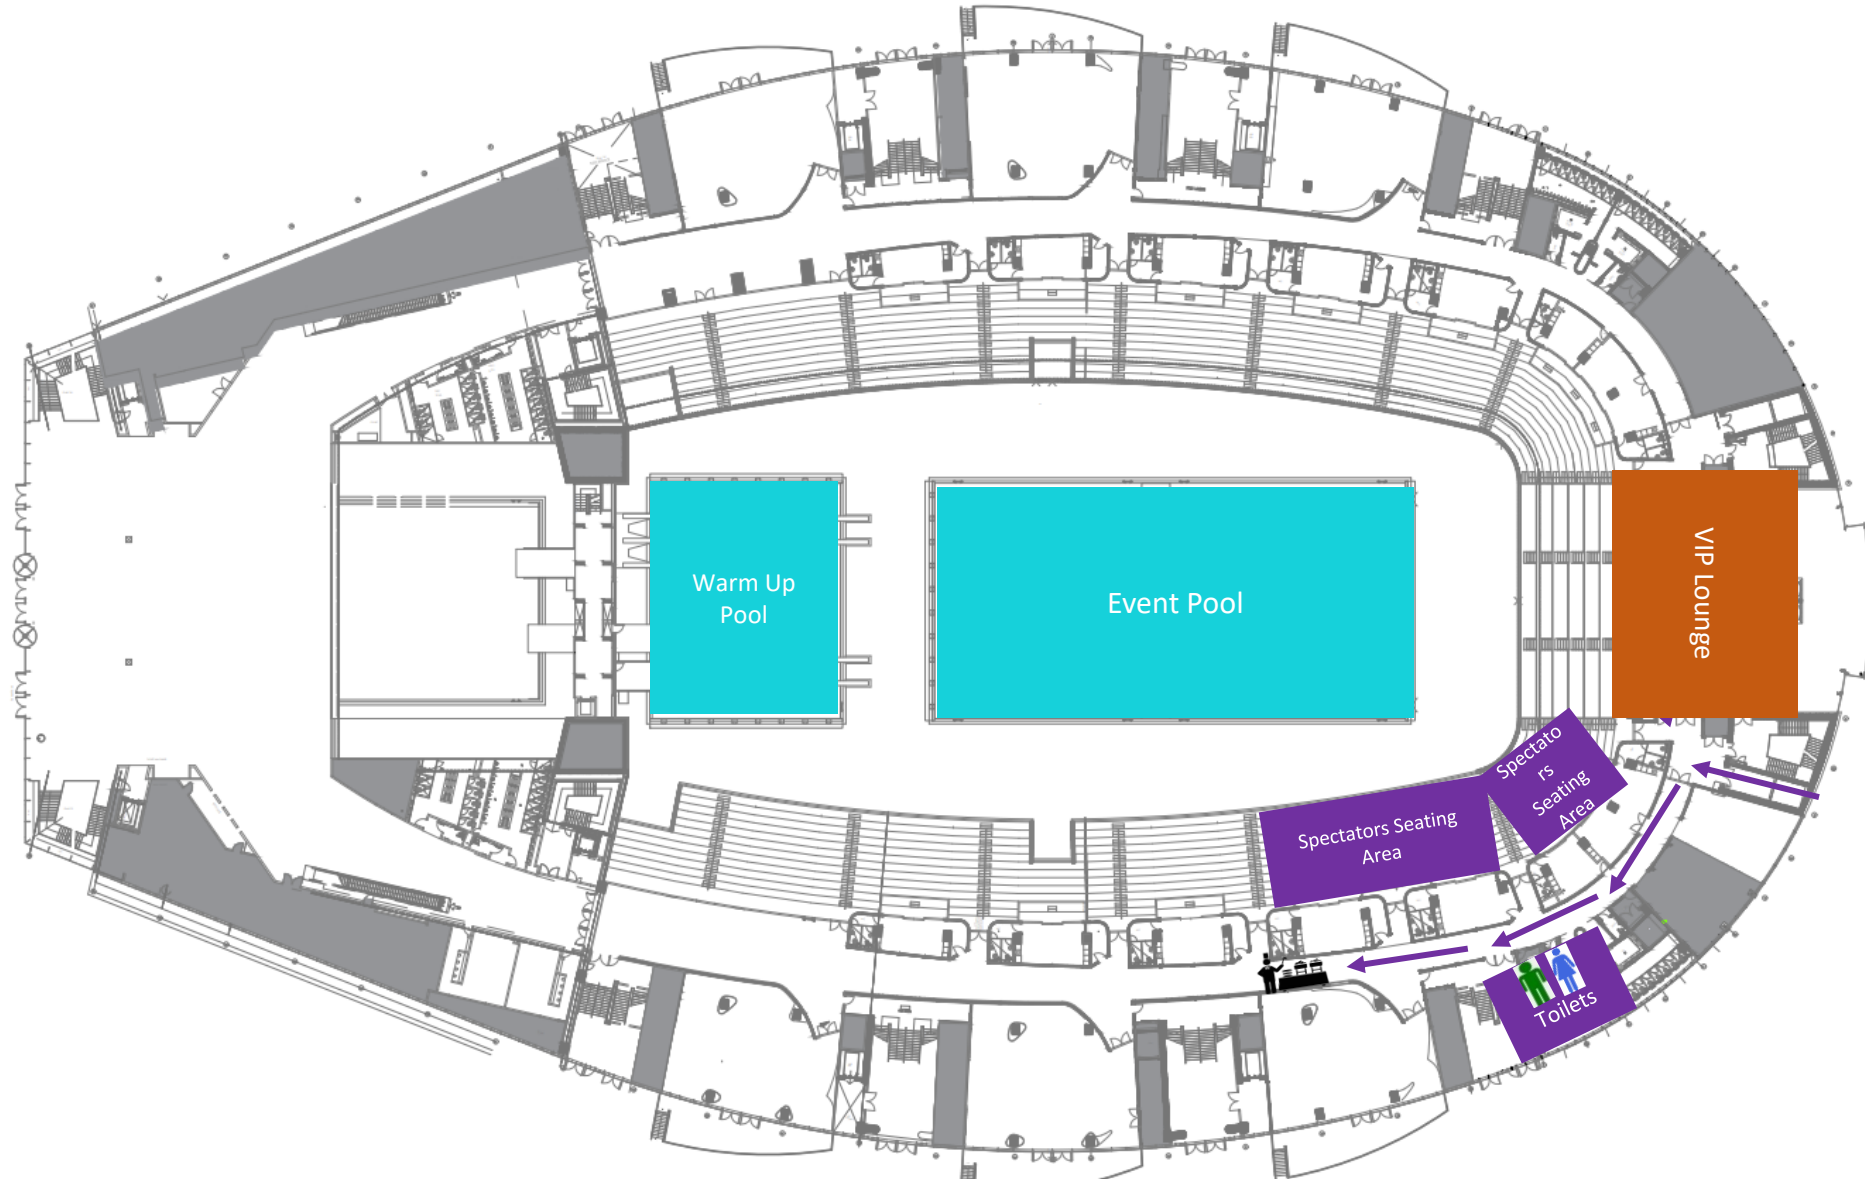 Warm Up
Pool
Event Pool
VIP Lounge
Spectato
rs
Seating
Area
Spectators Seating
Area
Toilets